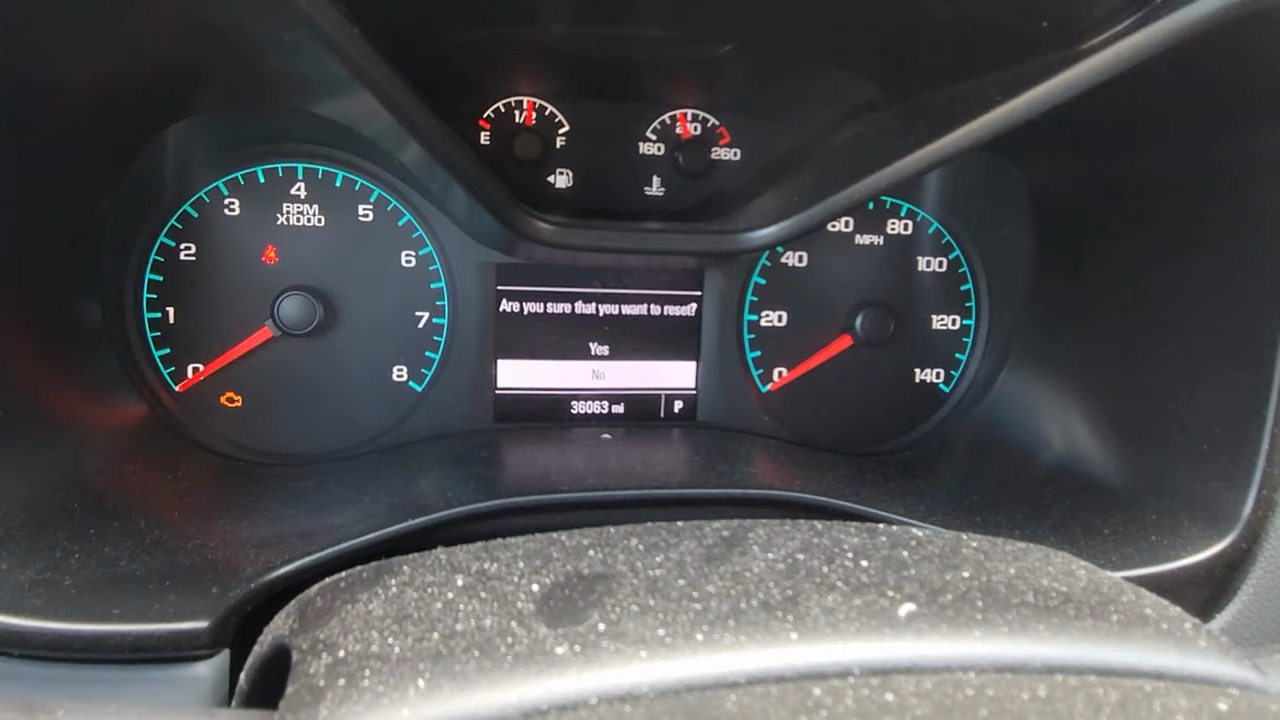 E 1/2 F
160 210 260
0 1 2 3 4 5 6 7 8
RPM
X1000
Are you sure that you want to reset?
Yes
No
36063 mi P
0 20 40 60 80 100 120 140
MPH